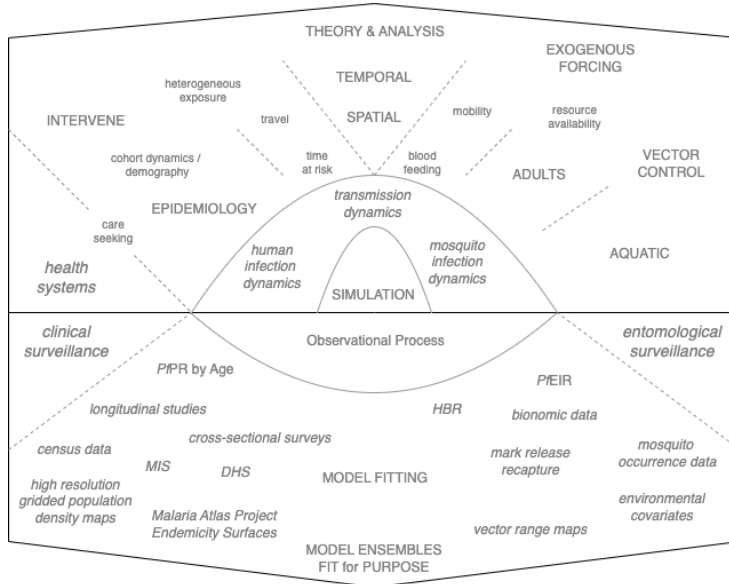 THEORY & ANALYSIS
EXOGENOUS
FORCING
TEMPORAL
heterogeneous
exposure
SPATIAL
mobility
resource
availability
INTERVENE
travel
VECTOR
CONTROL
cohort dynamics /
demography
time
at risk
blood
feeding
ADULTS
transmission
dynamics
EPIDEMIOLOGY
care
seeking
human
infection
dynamics
mosquito
infection
dynamics
AQUATIC
health
systems
SIMULATION
clinical
surveillance
Observational Process
entomological
surveillance
PfPR by Age
PfEIR
longitudinal studies
HBR
bionomic data
cross-sectional surveys
census data
MIS
DHS
MODEL FITTING
mark release
recapture
mosquito
occurrence data
high resolution
gridded population
density maps
Malaria Atlas Project
Endemicity Surfaces
vector range maps
environmental
covariates
MODEL ENSEMBLES
FIT for PURPOSE